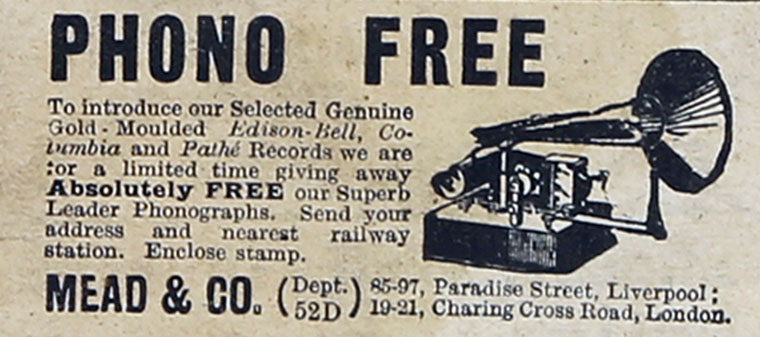 PHONO FREE
To introduce our Selected Genuine
Gold-Moulded Edison-Bell, Co-
lumbia and Pathé Records we are
for a limited time giving away
Absolutely FREE our Superb
Leader Phonographs. Send your
address and nearest railway
station. Enclose stamp.
MEAD & CO. (Dept. 52D) 85-97, Paradise Street, Liverpool;
19-21, Charing Cross Road, London.